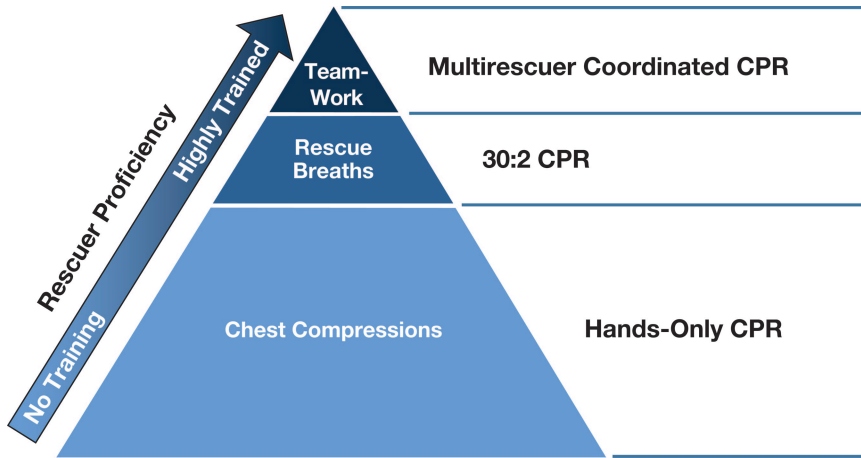 Rescuer Proficiency
No Training
Highly Trained
Team-
Work
Multirescuer Coordinated CPR
Rescue
Breaths
30:2 CPR
Chest Compressions
Hands-Only CPR